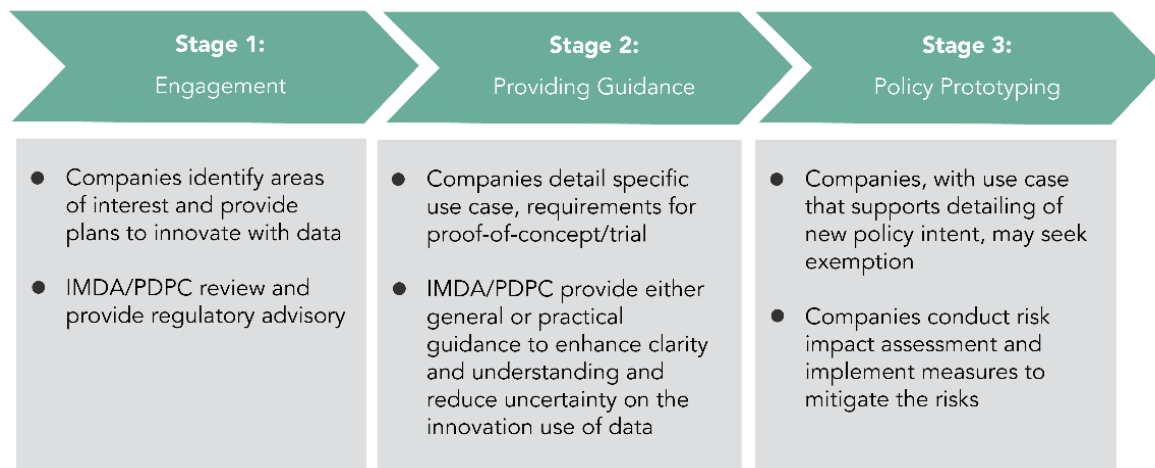 Stage 1:
Engagement
Stage 2:
Providing Guidance
Stage 3:
Policy Prototyping
● Companies identify areas
of interest and provide
plans to innovate with data
● IMDA/PDPC review and
provide regulatory advisory
● Companies detail specific
use case, requirements for
proof-of-concept/trial
● IMDA/PDPC provide either
general or practical
guidance to enhance clarity
and understanding and
reduce uncertainty on the
innovation use of data
● Companies, with use case
that supports detailing of
new policy intent, may seek
exemption
● Companies conduct risk
impact assessment and
implement measures to
mitigate the risks